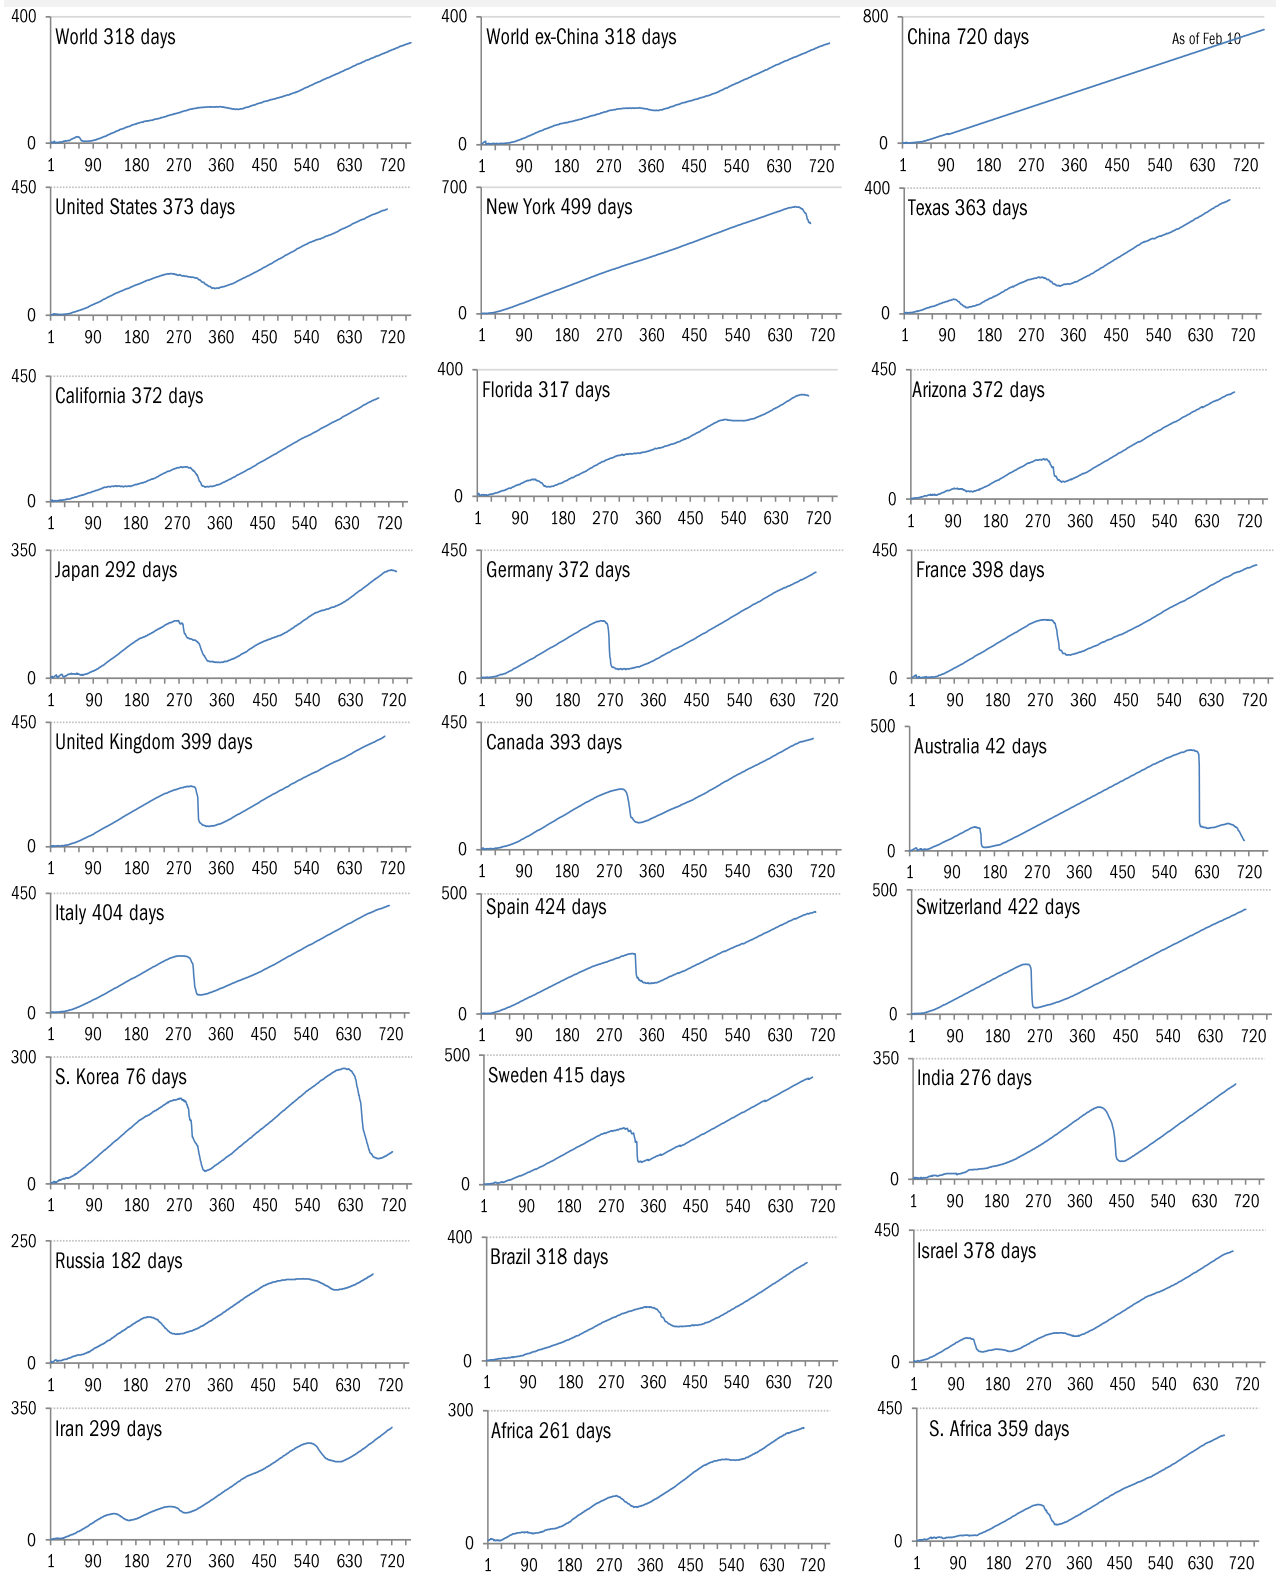 400
World 318 days
0
1 90 180 270 360 450 540 630 720
400
World ex-China 318 days
0
1 90 180 270 360 450 540 630 720
800
China 720 days
As of Feb 10
0
1 90 180 270 360 450 540 630 720
450
United States 373 days
0
1 90 180 270 360 450 540 630 720
700
New York 499 days
0
1 90 180 270 360 450 540 630 720
400
Texas 363 days
0
1 90 180 270 360 450 540 630 720
450
California 372 days
0
1 90 180 270 360 450 540 630 720
400
Florida 317 days
0
1 90 180 270 360 450 540 630 720
450
Arizona 372 days
0
1 90 180 270 360 450 540 630 720
350
Japan 292 days
0
1 90 180 270 360 450 540 630 720
450
Germany 372 days
0
1 90 180 270 360 450 540 630 720
450
France 398 days
0
1 90 180 270 360 450 540 630 720
450
United Kingdom 399 days
0
1 90 180 270 360 450 540 630 720
450
Canada 393 days
0
1 90 180 270 360 450 540 630 720
500
Australia 42 days
0
1 90 180 270 360 450 540 630 720
450
Italy 404 days
0
1 90 180 270 360 450 540 630 720
500
Spain 424 days
0
1 90 180 270 360 450 540 630 720
500
Switzerland 422 days
0
1 90 180 270 360 450 540 630 720
300
S. Korea 76 days
0
1 90 180 270 360 450 540 630 720
500
Sweden 415 days
0
1 90 180 270 360 450 540 630 720
350
India 276 days
0
1 90 180 270 360 450 540 630 720
250
Russia 182 days
0
1 90 180 270 360 450 540 630 720
400
Brazil 318 days
0
1 90 180 270 360 450 540 630 720
450
Israel 378 days
0
1 90 180 270 360 450 540 630 720
350
Iran 299 days
0
1 90 180 270 360 450 540 630 720
300
Africa 261 days
0
1 90 180 270 360 450 540 630 720
450
S. Africa 359 days
0
1 90 180 270 360 450 540 630 720